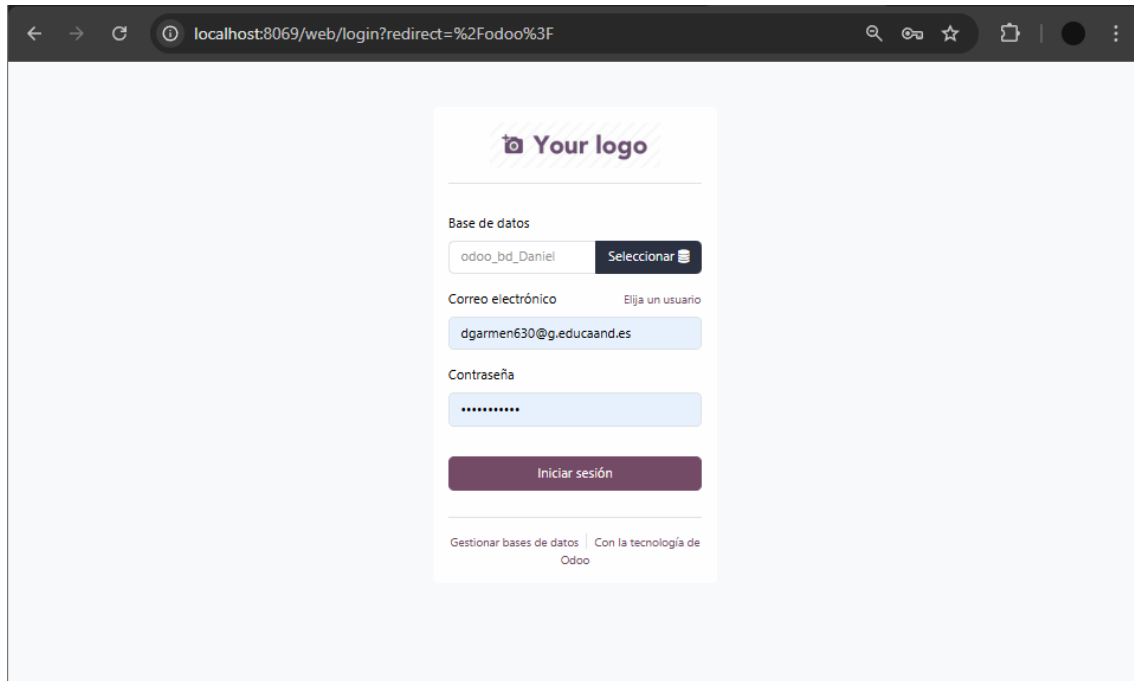 localhost:8069/web/login?redirect=%2Fodoo%3F
Your logo
Base de datos
odoo_bd_Daniel Seleccionar
Correo electrónico Elija un usuario
dgarmen630@g.educaand.es
Contraseña
•••••••••••
Iniciar sesión
Gestionar bases de datos Con la tecnología de
Odoo